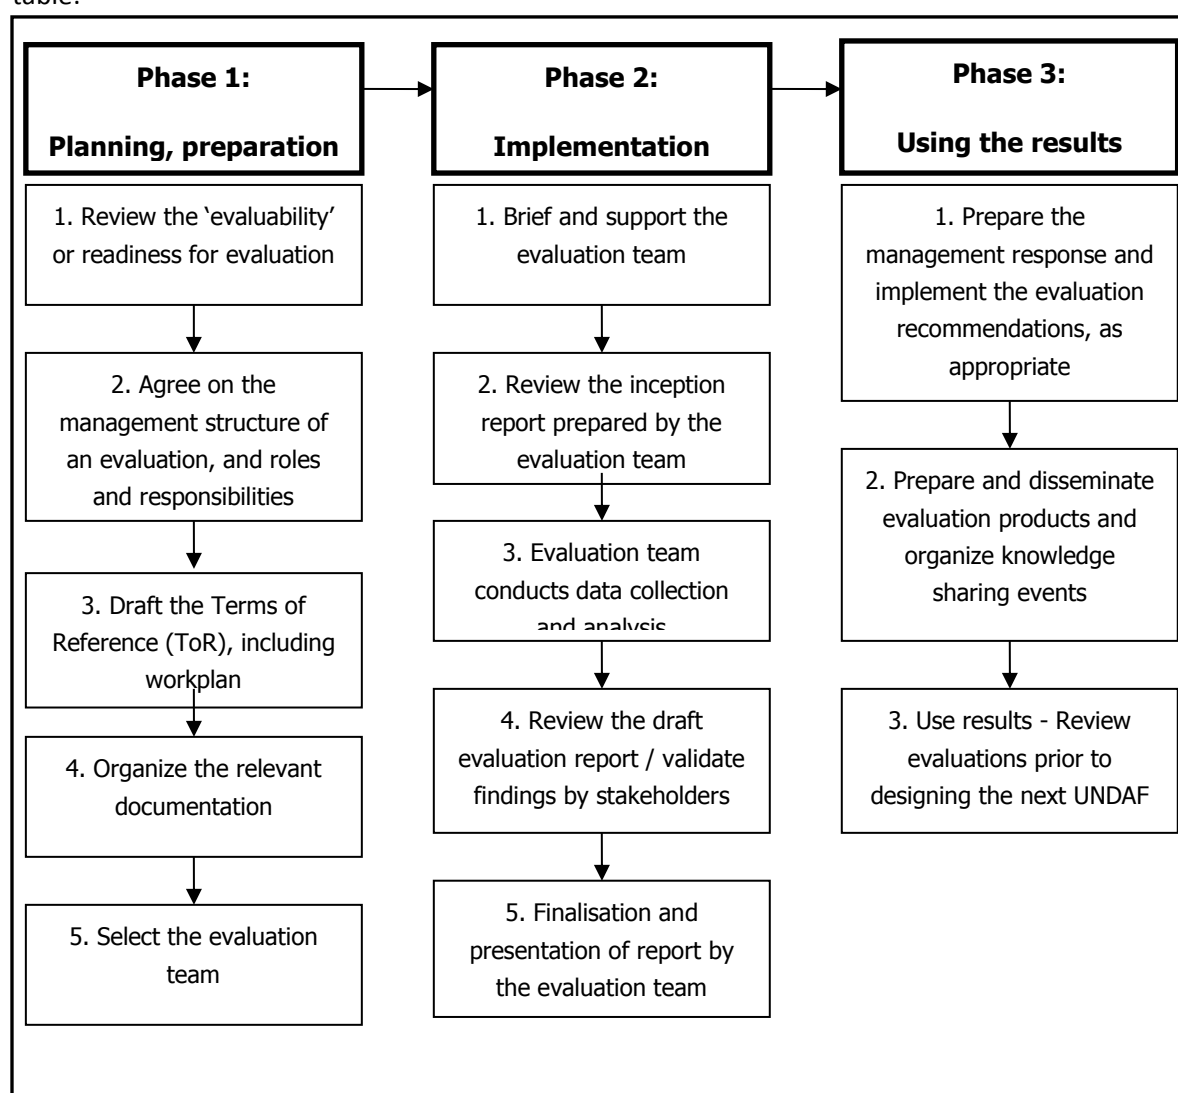 table:
Phase 1:
Planning, preparation
Phase 2:
Implementation
Phase 3:
Using the results
1. Review the ‘evaluability’
or readiness for evaluation
2. Agree on the
management structure of
an evaluation, and roles
and responsibilities
3. Draft the Terms of
Reference (ToR), including
workplan
4. Organize the relevant
documentation
5. Select the evaluation
team
1. Brief and support the
evaluation team
2. Review the inception
report prepared by the
evaluation team
3. Evaluation team
conducts data collection
and analysis
4. Review the draft
evaluation report / validate
findings by stakeholders
5. Finalisation and
presentation of report by
the evaluation team
1. Prepare the
management response and
implement the evaluation
recommendations, as
appropriate
2. Prepare and disseminate
evaluation products and
organize knowledge
sharing events
3. Use results - Review
evaluations prior to
designing the next UNDAF